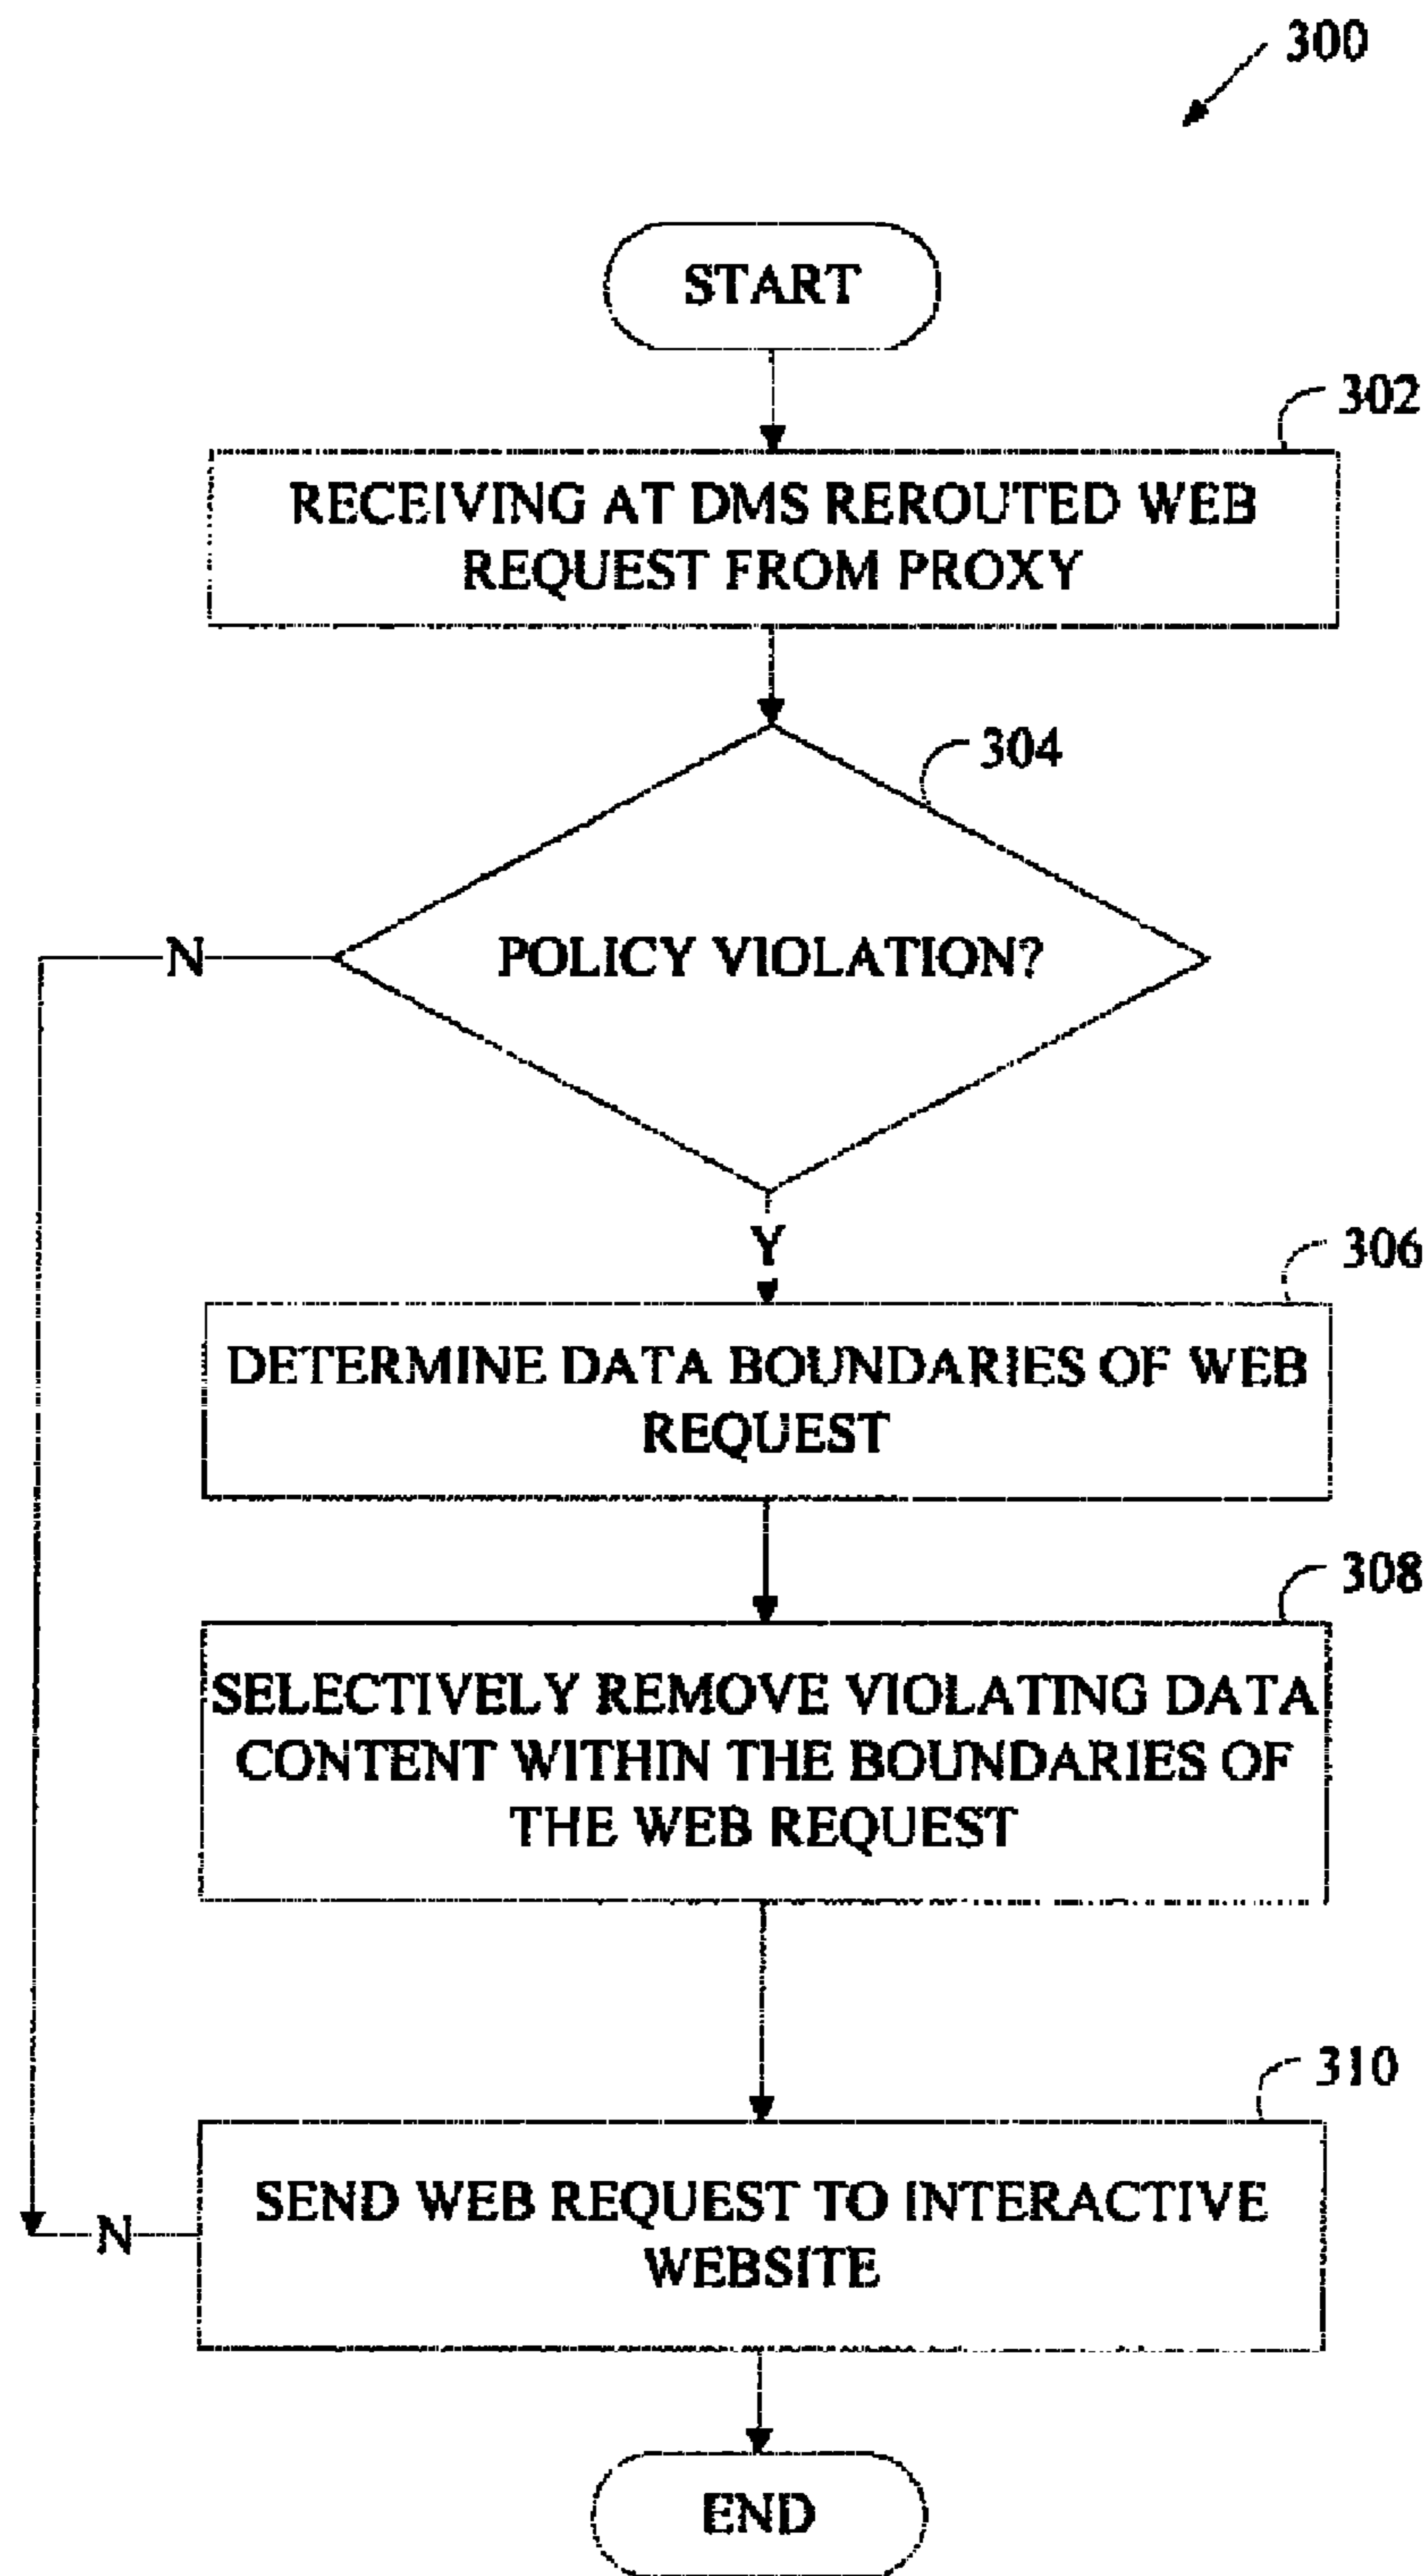 300
START
302
RECEIVING AT DMS REROUTED WEB
REQUEST FROM PROXY
304
POLICY VIOLATION?
N
Y
306
DETERMINE DATA BOUNDARIES OF WEB
REQUEST
308
SELECTIVELY REMOVE VIOLATING DATA
CONTENT WITHIN THE BOUNDARIES OF
THE WEB REQUEST
310
SEND WEB REQUEST TO INTERACTIVE
WEBSITE
N
END